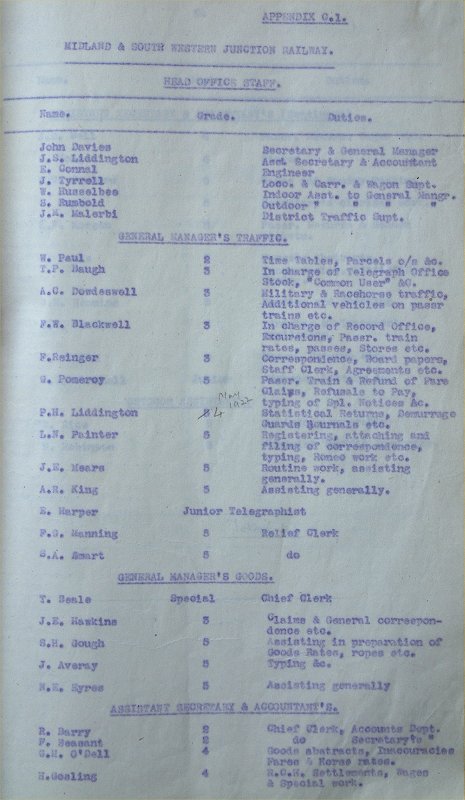 APPENDIX C.1.
MIDLAND & SOUTH WESTERN JUNCTION RAILWAY.
HEAD OFFICE STAFF.
Name. Grade. Duties.
John Davies Secretary & General Manager
J.S. Liddington Asst Secretary & Accountant
E. Connal Engineer
J. Tyrrell Loco. & Carr. & Wagon Supt.
W. Russelbee Indoor Asst. to General Mangr.
S. Rumbold Outdoor " " " "
J.M. Malerbi District Traffic Supt.
GENERAL MANAGER'S TRAFFIC.
W. Paul 2 Time Tables, Parcels c/s &c.
T.P. Baugh 3 In charge of Telegraph Office
Stock, "Common User" &C.
A.C. Dowdeswell 3 Military & Racehorse traffic,
Additional vehicles on passr
trains etc.
F.W. Blackwell 3 In charge of Record Office,
Excursions, Passr. train
rates, passes, Stores etc.
F.Reinger 3 Correspondence, Board papers,
Staff Clerk, Agreements etc.
G. Pomeroy 5 Passr. Train & Refund of Fare
Claims, Refusals to Pay,
typing of Spl. Notices &c.
May 1922
P.H. Liddington 5 4 Statistical Returns, Demurrage
Guards Journals etc.
L.N. Painter 5 Registering, attaching and
filing of correspondence,
typing, Roneo work etc.
J.E. Mears 5 Routine work, assisting
generally.
A.R. King 5 Assisting generally.
E. Harper Junior Telegraphist
F.G. Manning 5 Relief Clerk
S.A. Smart 5 do
GENERAL MANAGER'S GOODS.
T. Beale Special Chief Clerk
J.E. Hawkins 3 Claims & General correspon-
dence etc.
S.H. Gough 5 Assisting in preparation of
Goods Rates, ropes etc.
J. Averay 5 Typing &c.
N.E. Eyres 5 Assisting generally
ASSISTANT SECRETARY & ACCOUNTANT'S.
R. Barry 2 Chief Clerk, Accounts Dept.
F. Beasant 2 do Secretary's "
G.H. O'Dell 4 Goods abstracts, Inaccuracies
Fares & Horse rates.
H.Gosling 4 R.C.H. Settlements, Wages
& Special work.